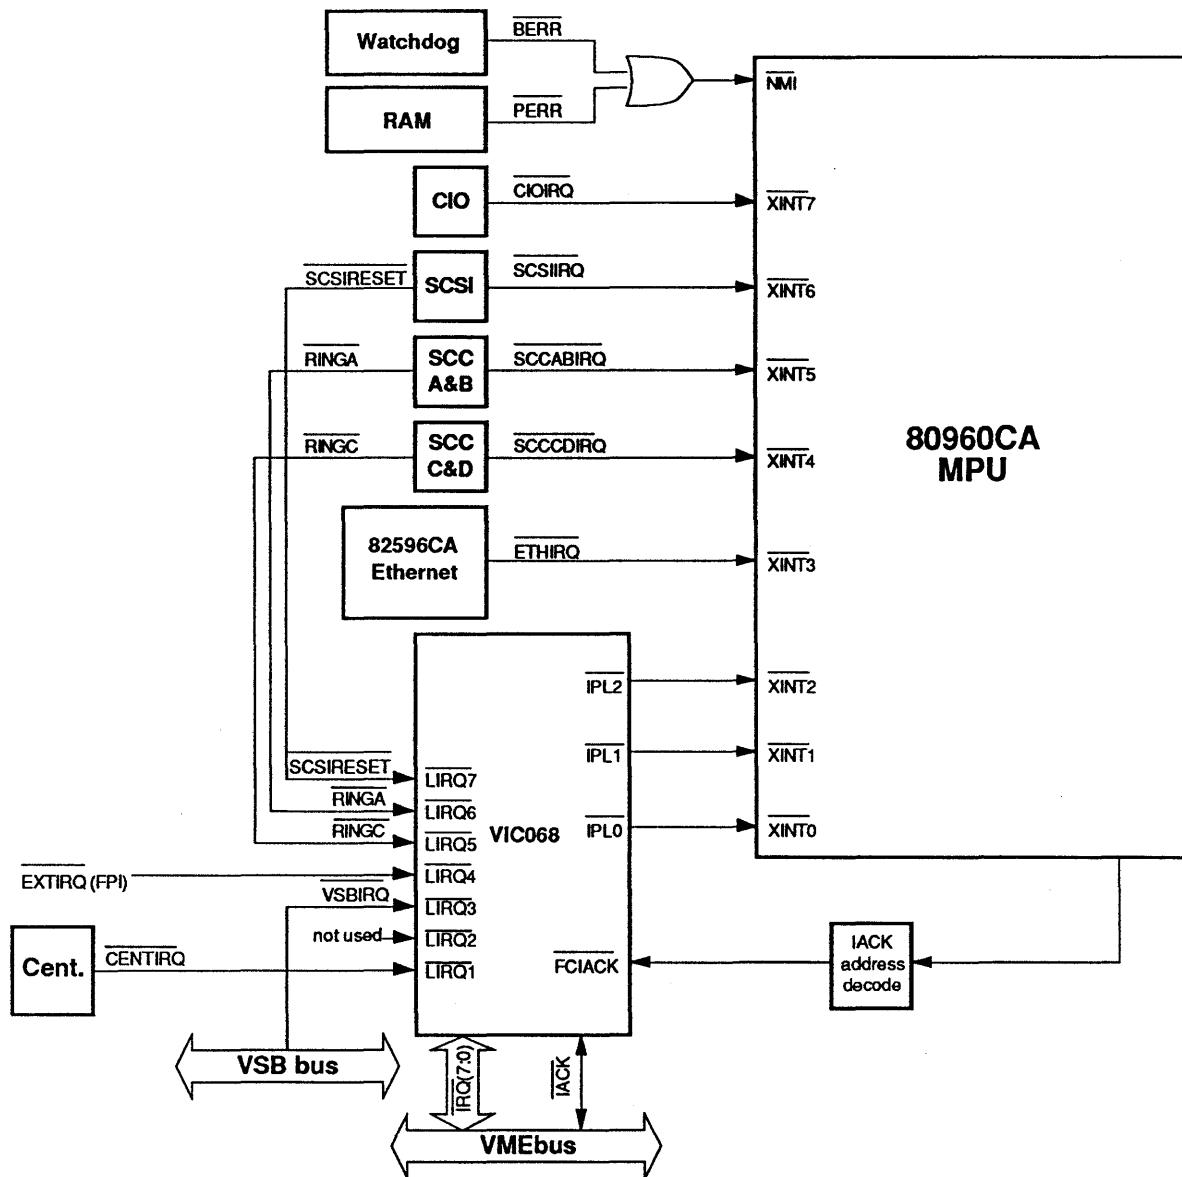 Watchdog
BERR
RAM
PERR
NMI
CIO
CIOIRQ
XINT7
SCSIRESET
SCSI
SCSIIRQ
XINT6
RINGA
SCC
A&B
SCCABIRQ
XINT5
RINGC
SCC
C&D
SCCCDIRQ
XINT4
80960CA
MPU
82596CA
Ethernet
ETHIRQ
XINT3
IPL2
XINT2
IPL1
XINT1
SCSIRESET
LIRQ7
RINGA
LIRQ6
RINGC
LIRQ5
VIC068
IPL0
XINT0
EXTIRQ (FPI)
LIRQ4
VSBIRQ
LIRQ3
not used
LIRQ2
Cent.
CENTIRQ
LIRQ1
FCIACK
IACK
address
decode
VSB bus
IRQ(7:0)
IACK
VMEbus